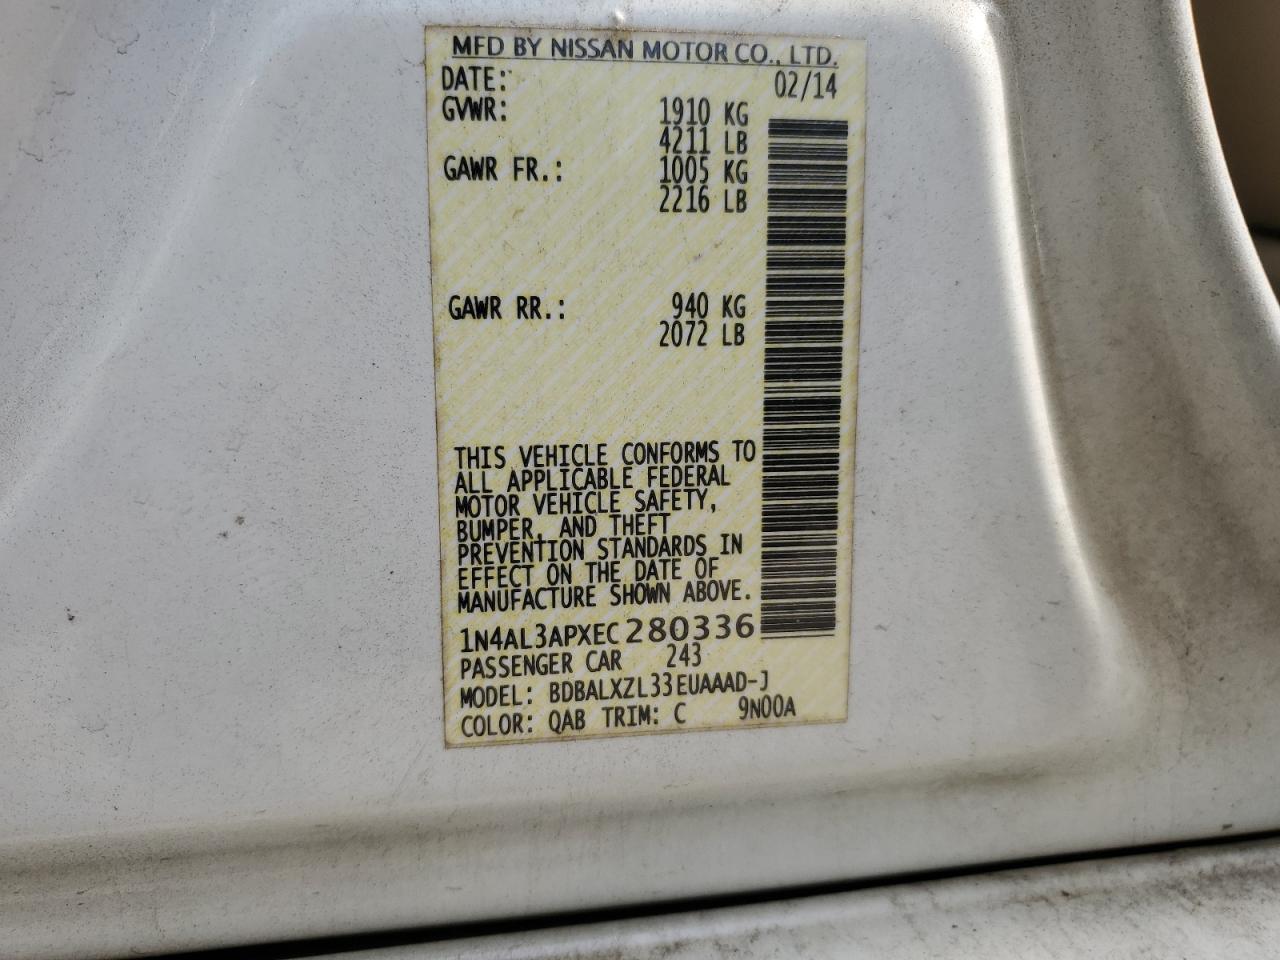 MFD BY NISSAN MOTOR CO., LTD.
DATE: 02/14
GVWR: 1910 KG
4211 LB
GAWR FR.: 1005 KG
2216 LB
GAWR RR.: 940 KG
2072 LB
THIS VEHICLE CONFORMS TO
ALL APPLICABLE FEDERAL
MOTOR VEHICLE SAFETY,
BUMPER, AND THEFT
PREVENTION STANDARDS IN
EFFECT ON THE DATE OF
MANUFACTURE SHOWN ABOVE.
1N4AL3APXEC280336
PASSENGER CAR 243
MODEL: BDBALXZL33EUAAAD-J
COLOR: QAB TRIM: C 9N00A